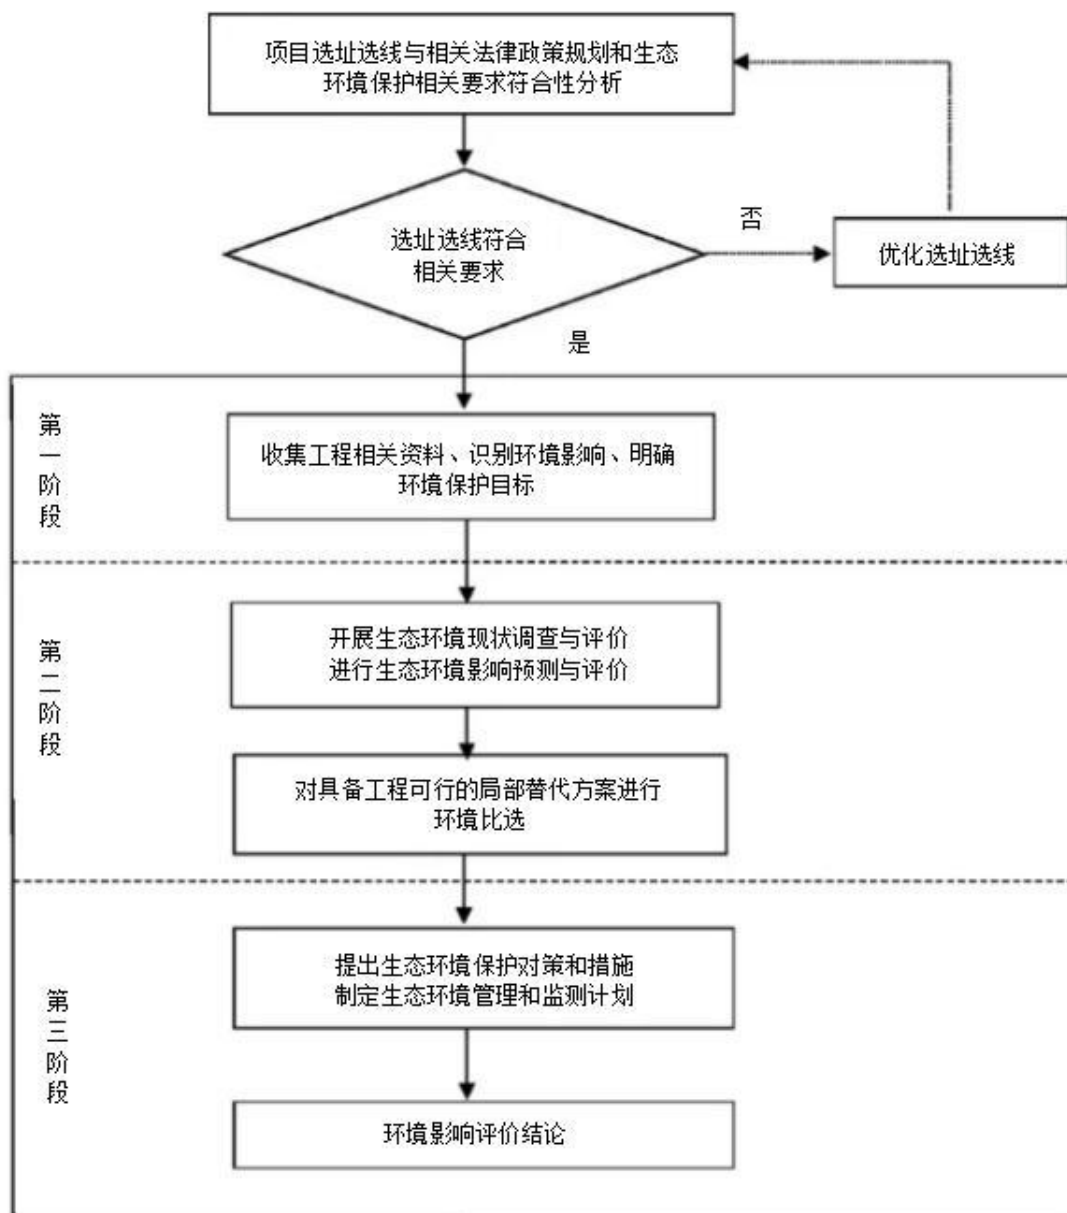 项目选址选线与相关法律政策规划和生态
环境保护相关要求符合性分析
选址选线符合
相关要求
否
优化选址选线
是
第一阶段
收集工程相关资料、识别环境影响、明确
环境保护目标
第二阶段
开展生态环境现状调查与评价
进行生态环境影响预测与评价
对具备工程可行的局部替代方案进行
环境比选
第三阶段
提出生态环境保护对策和措施
制定生态环境管理和监测计划
环境影响评价结论